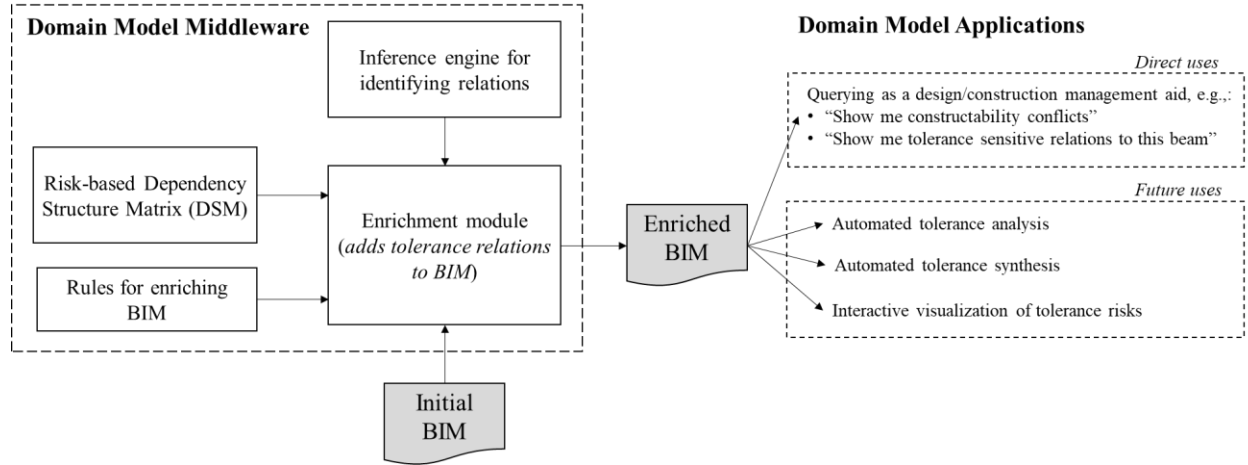 Domain Model Middleware
Inference engine for
identifying relations
Risk-based Dependency
Structure Matrix (DSM)
Rules for enriching
BIM
Enrichment module
(adds tolerance relations
to BIM)
Initial
BIM
Enriched
BIM
Domain Model Applications
Direct uses
Querying as a design/construction management aid, e.g.,:
• “Show me constructability conflicts”
• “Show me tolerance sensitive relations to this beam”
Future uses
Automated tolerance analysis
Automated tolerance synthesis
Interactive visualization of tolerance risks